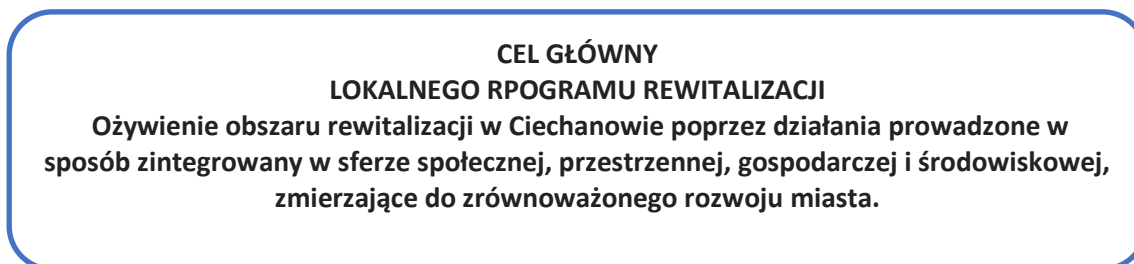 CEL GŁÓWNY
LOKALNEGO RPOGRAMU REWITALIZACJI
Ożywienie obszaru rewitalizacji w Ciechanowie poprzez działania prowadzone w
sposób zintegrowany w sferze społecznej, przestrzennej, gospodarczej i środowiskowej,
zmierzające do zrównoważonego rozwoju miasta.